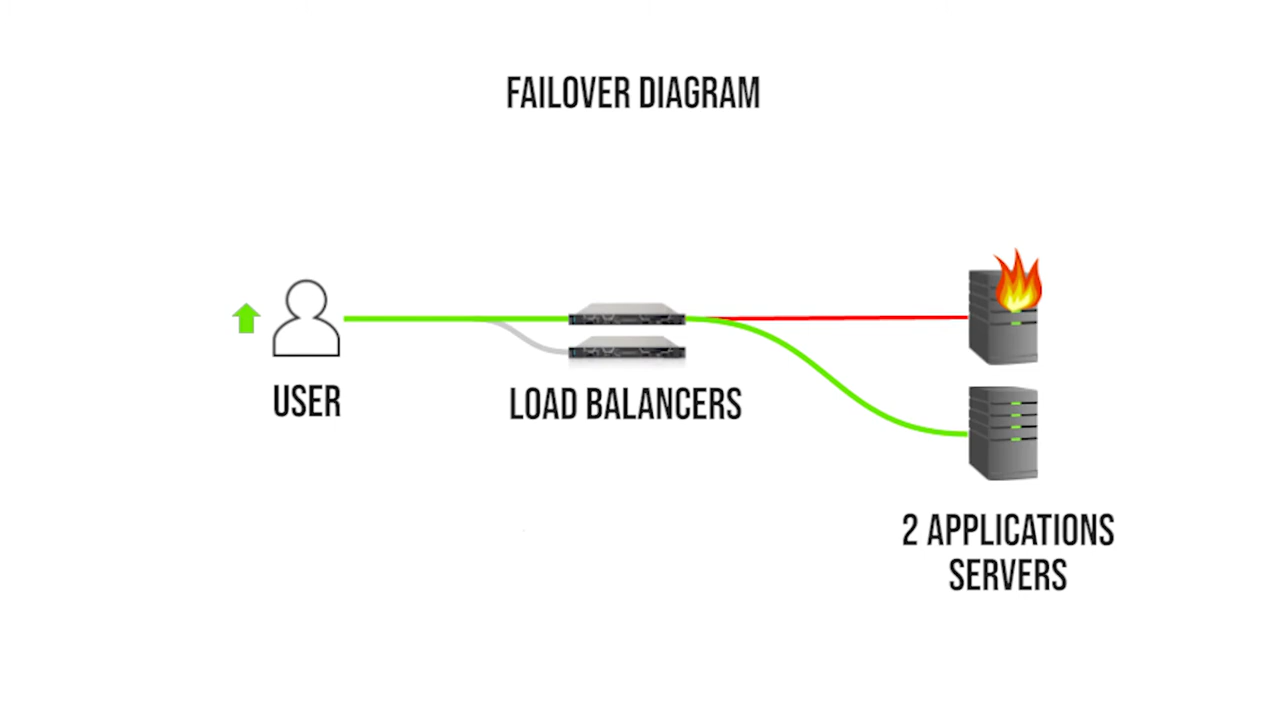 FAILOVER DIAGRAM
USER
LOAD BALANCERS
2 APPLICATIONS
SERVERS